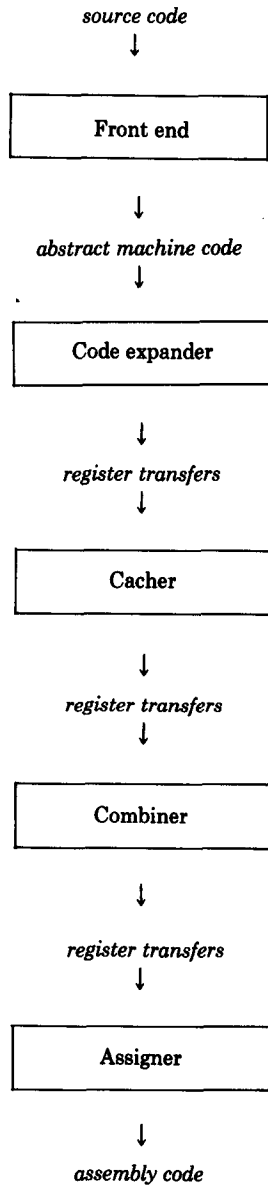 source code
Front end
abstract machine code
Code expander
register transfers
Cacher
register transfers
Combiner
register transfers
Assigner
assembly code